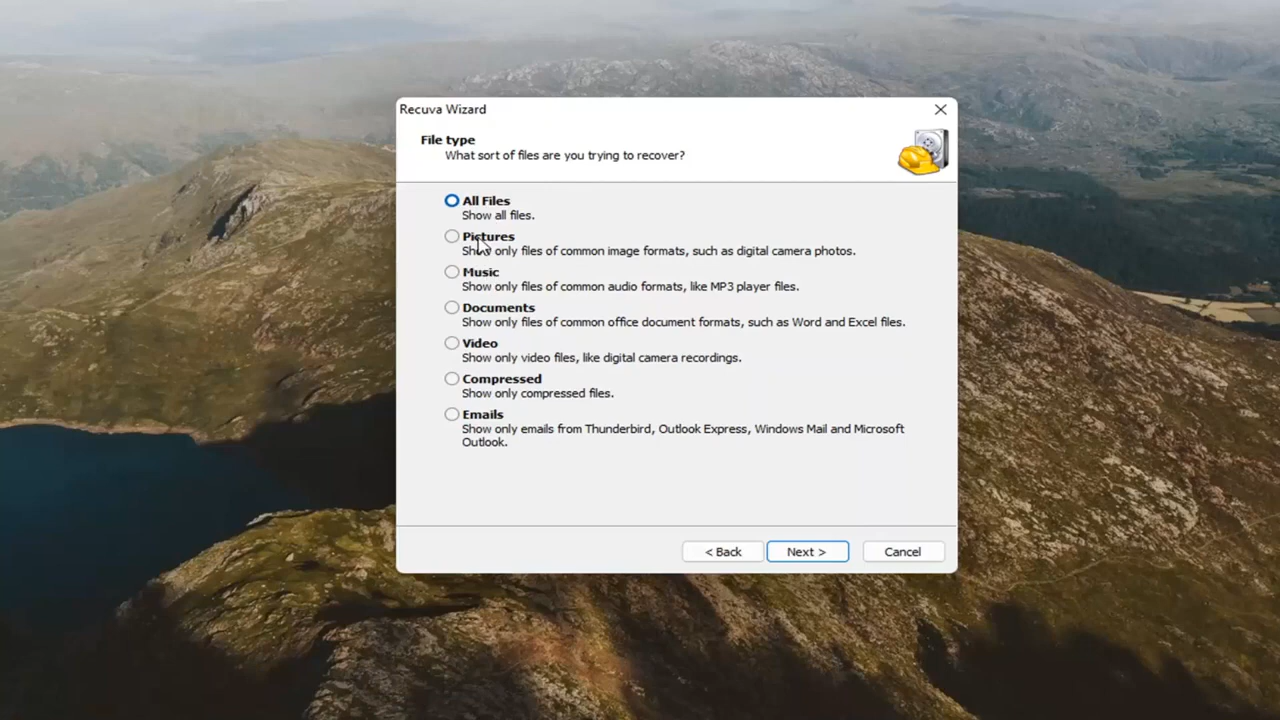 Recuva Wizard
File type
What sort of files are you trying to recover?
All Files
Show all files.
Pictures
Show only files of common image formats, such as digital camera photos.
Music
Show only files of common audio formats, like MP3 player files.
Documents
Show only files of common office document formats, such as Word and Excel files.
Video
Show only video files, like digital camera recordings.
Compressed
Show only compressed files.
Emails
Show only emails from Thunderbird, Outlook Express, Windows Mail and Microsoft
Outlook.
< Back Next > Cancel